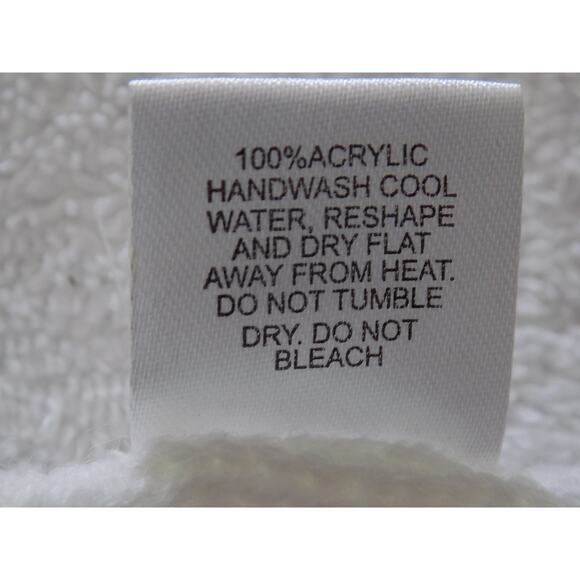 100%ACRYLIC
HANDWASH COOL
WATER, RESHAPE
AND DRY FLAT
AWAY FROM HEAT.
DO NOT TUMBLE
DRY. DO NOT
BLEACH